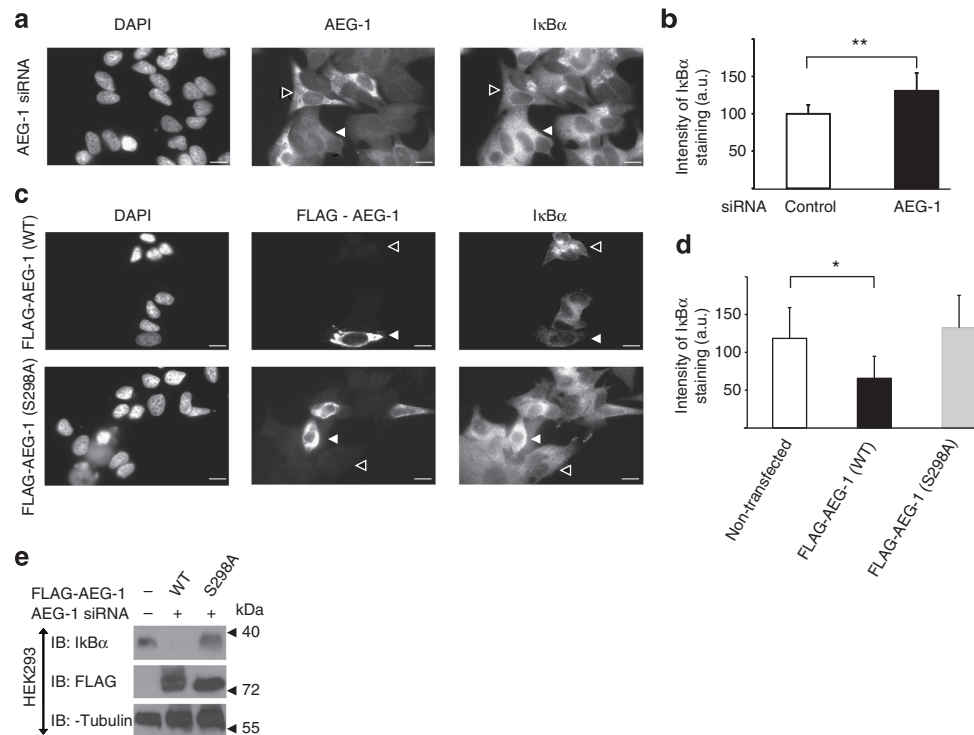 a
DAPI AEG-1 IκBα
AEG-1 siRNA
b
**
Intensity of IκBα
staining (a.u.)
150
100
50
siRNA Control AEG-1
c
DAPI FLAG - AEG-1 IκBα
FLAG-AEG-1 (WT)
FLAG-AEG-1 (S298A)
d
*
Intensity of IκBα
staining (a.u.)
150
100
50
Non-transfected
FLAG-AEG-1 (WT)
FLAG-AEG-1 (S298A)
e
FLAG-AEG-1 – WT S298A
AEG-1 siRNA – + + kDa
HEK293
IB: IkBα 40
IB: FLAG 72
IB: -Tubulin 55